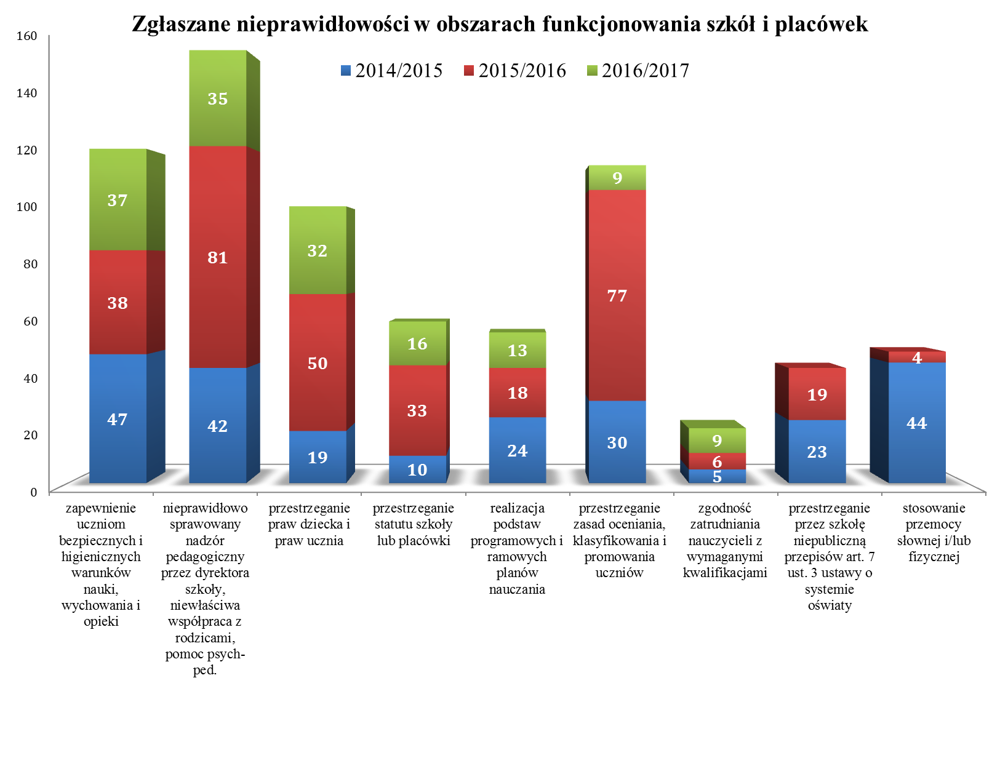 Zgłaszane nieprawidłowości w obszarach funkcjonowania szkół i placówek
2014/2015
2015/2016
2016/2017
160
140
120
100
80
60
40
20
0
37
38
47
35
81
42
32
50
19
16
33
10
13
18
24
9
77
30
9
6
5
19
23
4
44
zapewnienie
uczniom
bezpiecznych i
higienicznych
warunków
nauki,
wychowania i
opieki
nieprawidłowo
sprawowany
nadzór
pedagogiczny
przez dyrektora
szkoły,
niewłaściwa
współpraca z
rodzicami,
pomoc psych-
ped.
przestrzeganie
praw dziecka i
praw ucznia
przestrzeganie
statutu szkoły
lub placówki
realizacja
podstaw
programowych i
ramowych
planów
nauczania
przestrzeganie
zasad oceniania,
klasyfikowania i
promowania
uczniów
zgodność
zatrudniania
nauczycieli z
wymaganymi
kwalifikacjami
przestrzeganie
przez szkołę
niepubliczną
przepisów art. 7
ust. 3 ustawy o
systemie
oświaty
stosowanie
przemocy
słownej i/lub
fizycznej